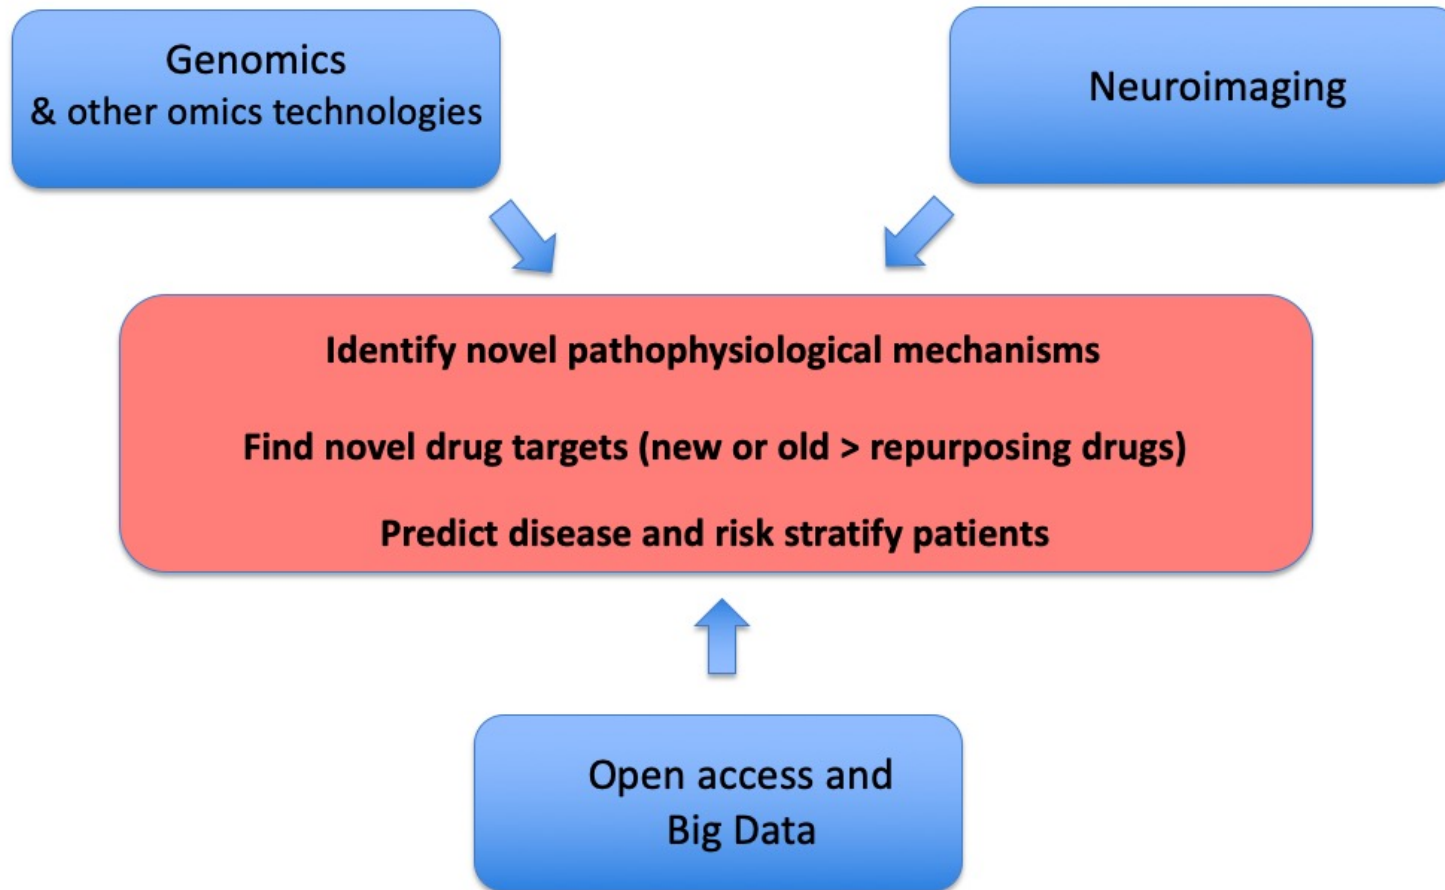 Genomics
& other omics technologies
Neuroimaging
Identify novel pathophysiological mechanisms
Find novel drug targets (new or old > repurposing drugs)
Predict disease and risk stratify patients
Open access and
Big Data